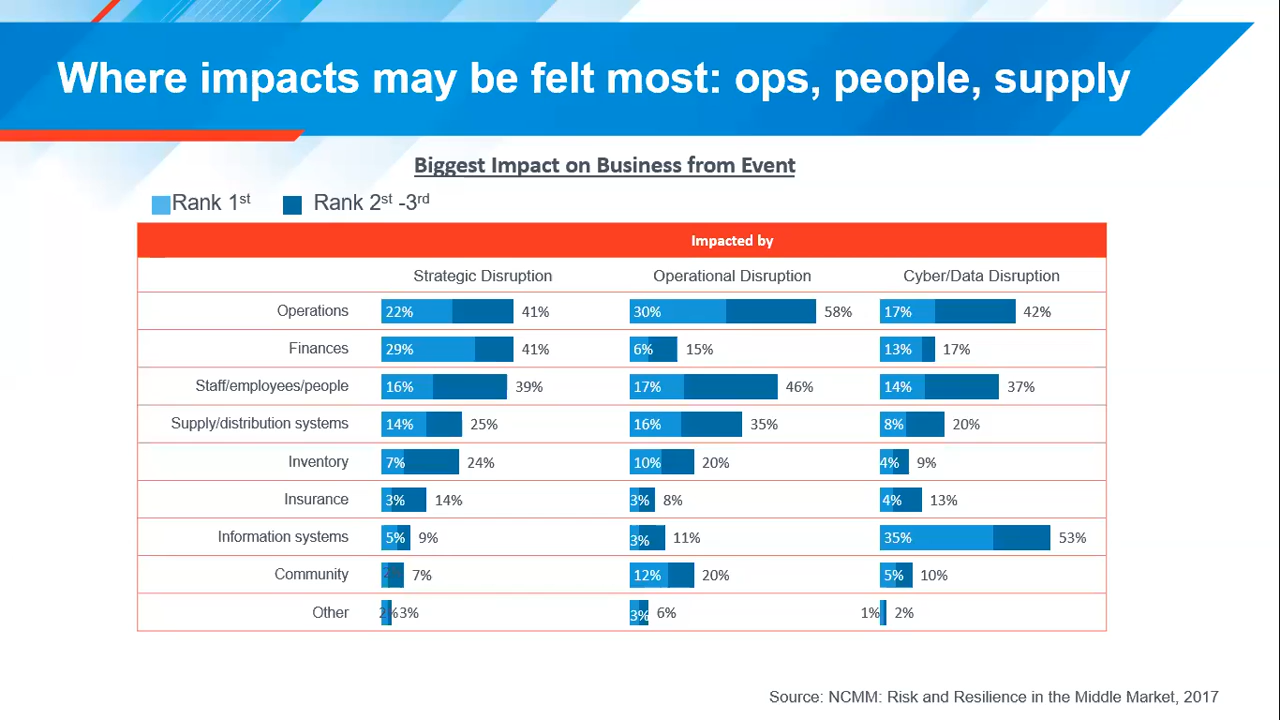 Where impacts may be felt most: ops, people, supply
Biggest Impact on Business from Event
Rank 1st Rank 2st -3rd
Impacted by
Strategic Disruption Operational Disruption Cyber/Data Disruption
Operations 22% 41% 30% 58% 17% 42%
Finances 29% 41% 6% 15% 13% 17%
Staff/employees/people 16% 39% 17% 46% 14% 37%
Supply/distribution systems 14% 25% 16% 35% 8% 20%
Inventory 7% 24% 10% 20% 4% 9%
Insurance 3% 14% 3% 8% 4% 13%
Information systems 5% 9% 3% 11% 35% 53%
Community 7% 12% 20% 5% 10%
Other 2% 3% 3% 6% 1% 2%
Source: NCMM: Risk and Resilience in the Middle Market, 2017